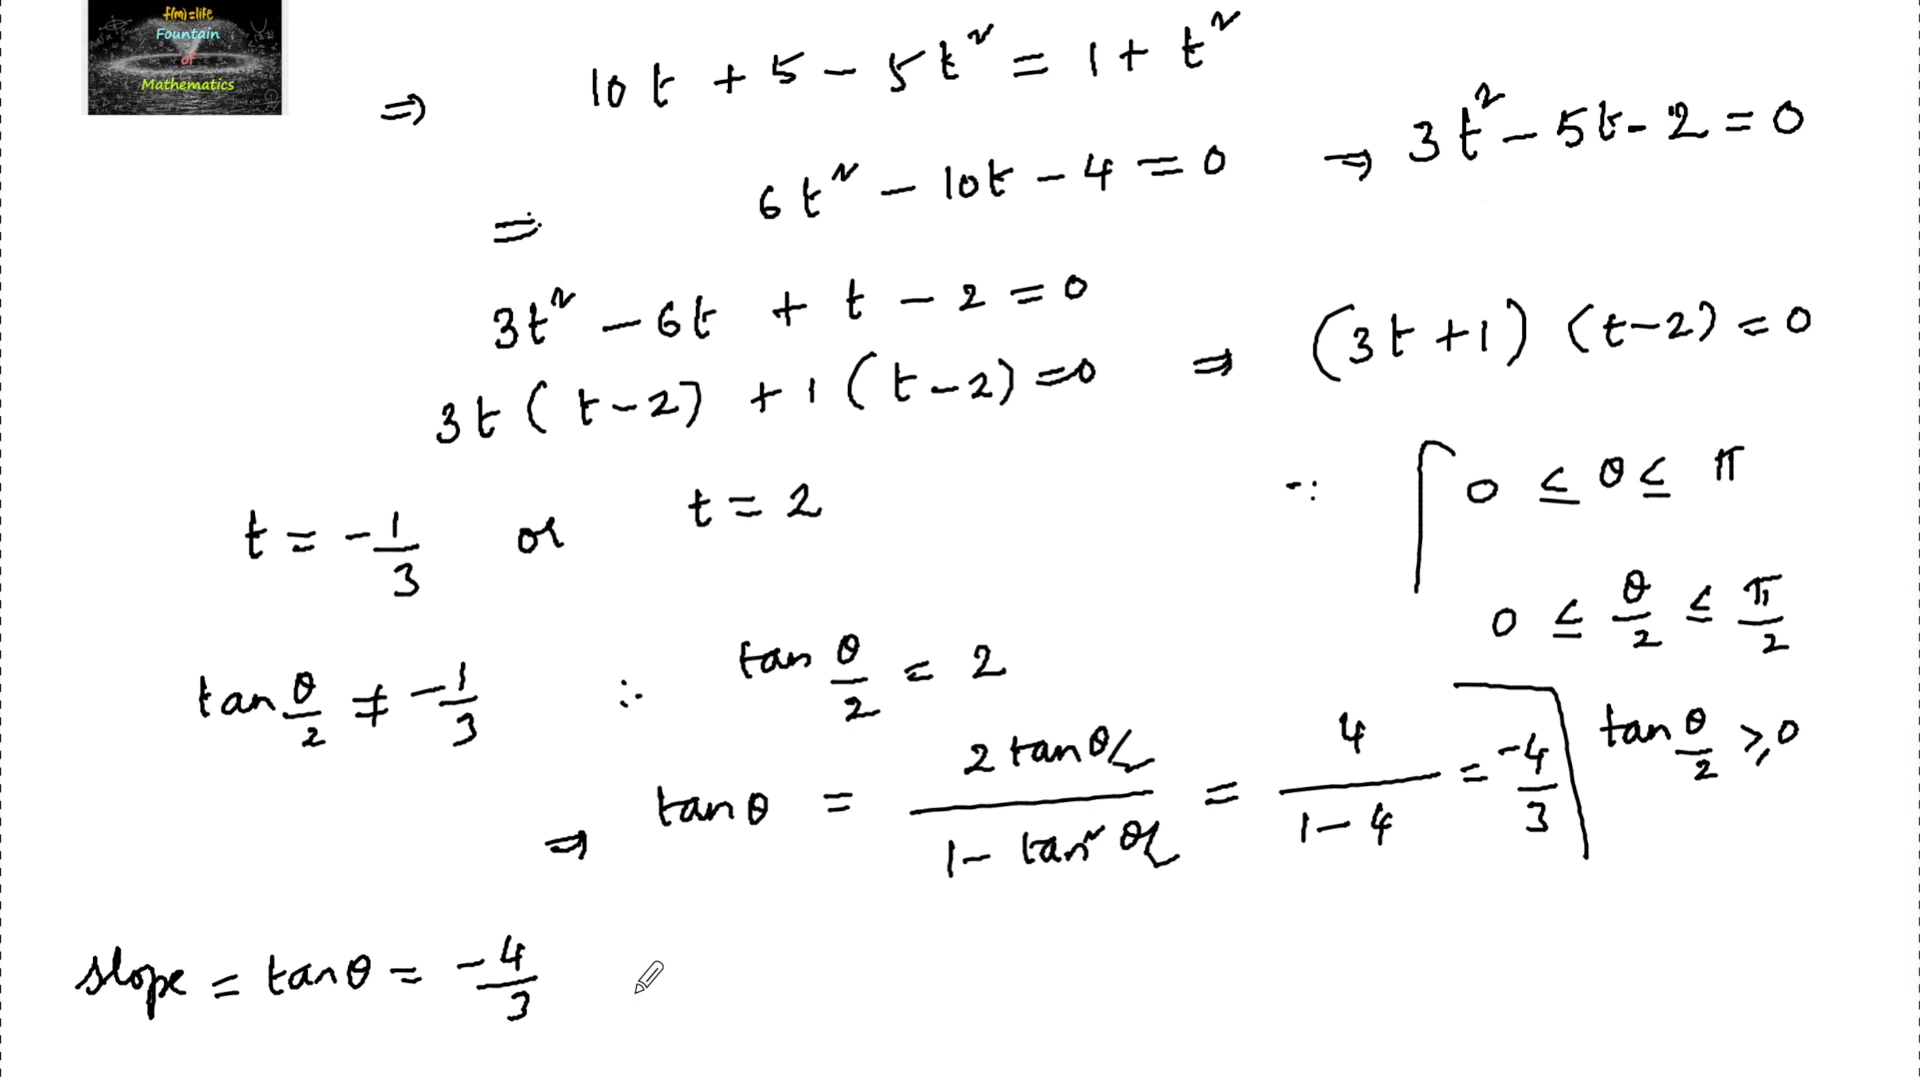 f(m)=life
Fountain
of
Mathematics
⇒ 10t + 5 - 5t² = 1 + t²
⇒ 6t² - 10t - 4 = 0 ⇒ 3t² - 5t - 2 = 0
3t² - 6t + t - 2 = 0
3t(t-2) + 1(t-2) = 0 ⇒ (3t+1)(t-2) = 0
t = -1/3 or t = 2
∵ 0 ≤ θ ≤ π
0 ≤ θ/2 ≤ π/2
tan θ/2 ≠ -1/3 ∴ tan θ/2 = 2
tan θ/2 ≥ 0
⇒ tan θ = (2 tan θ/2)/(1 - tan² θ/2) = 4/(1-4) = -4/3
slope = tan θ = -4/3